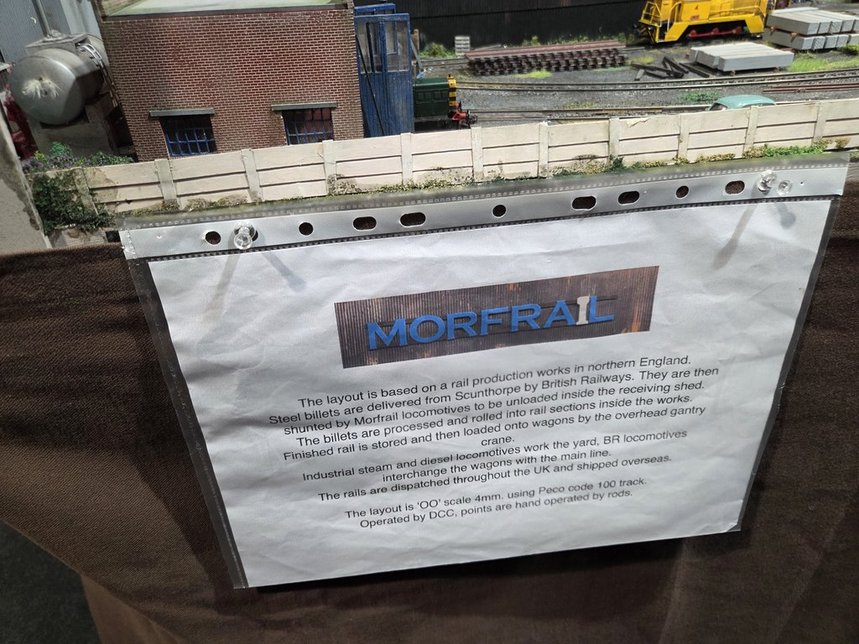 MORFRAIL
The layout is based on a rail production works in northern England.
Steel billets are delivered from Scunthorpe by British Railways. They are then
shunted by Morfrail locomotives to be unloaded inside the receiving shed.
The billets are processed and rolled into rail sections inside the works.
Finished rail is stored and then loaded onto wagons by the overhead gantry
crane.
Industrial steam and diesel locomotives work the yard, BR locomotives
interchange the wagons with the main line.
The rails are dispatched throughout the UK and shipped overseas.
The layout is 'OO' scale 4mm. using Peco code 100 track.
Operated by DCC, points are hand operated by rods.